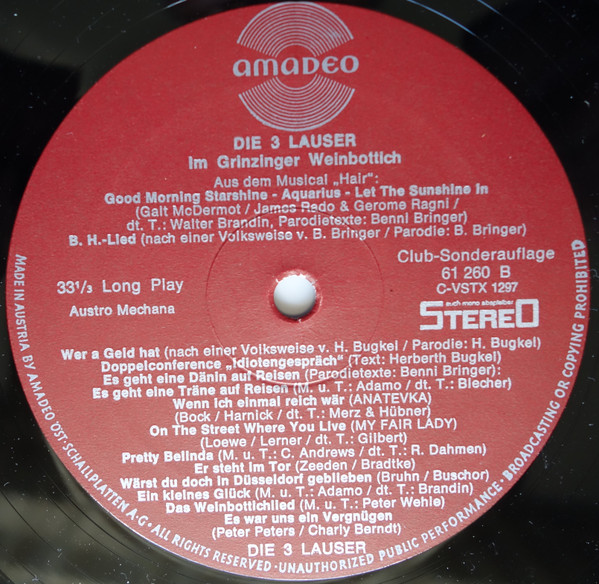 amadeo
DIE 3 LAUSER
Im Grinzinger Weinbottich
Aus dem Musical „Hair“:
Good Morning Starshine - Aquarius - Let The Sunshine In
(Galt McDermot / James Rado & Gerome Ragni /
dt. T.: Walter Brandin, Parodietexte: Benni Bringer)
B. H.-Lied (nach einer Volksweise v. B. Bringer / Parodie: B. Bringer)
Club-Sonderauflage
61 260 B
C-VSTX 1297
33 1/3 Long Play
Austro Mechana
auch mono abspielbar
STEREO
Wer a Geld hat (nach einer Volksweise v. H. Bugkel / Parodie: H. Bugkel)
Doppelconference „Idiotengespräch“ (Text: Herberth Bugkel)
Es geht eine Dänin auf Reisen (Parodietexte: Benni Bringer):
Es geht eine Träne auf Reisen (M. u. T.: Adamo / dt. T.: Blecher)
Wenn ich einmal reich wär (ANATEVKA)
(Bock / Harnick / dt. T.: Merz & Hübner)
On The Street Where You Live (MY FAIR LADY)
(Loewe / Lerner / dt. T.: Gilbert)
Pretty Belinda (M. u. T.: C. Andrews / dt. T.: R. Dahmen)
Er steht im Tor (Zeeden / Bradtke)
Wärst du doch in Düsseldorf geblieben (Bruhn / Buschor)
Ein kleines Glück (M. u. T.: Adamo / dt. T.: Brandin)
Das Weinbottichlied (M. u. T.: Peter Wehle)
Es war uns ein Vergnügen
(Peter Peters / Charly Berndt)
DIE 3 LAUSER
MADE IN AUSTRIA BY AMADEO ÖST. SCHALLPLATTEN A·G · ALL RIGHTS RESERVED · UNAUTHORIZED PUBLIC PERFORMANCE · BROADCASTING OR COPYING PROHIBITED